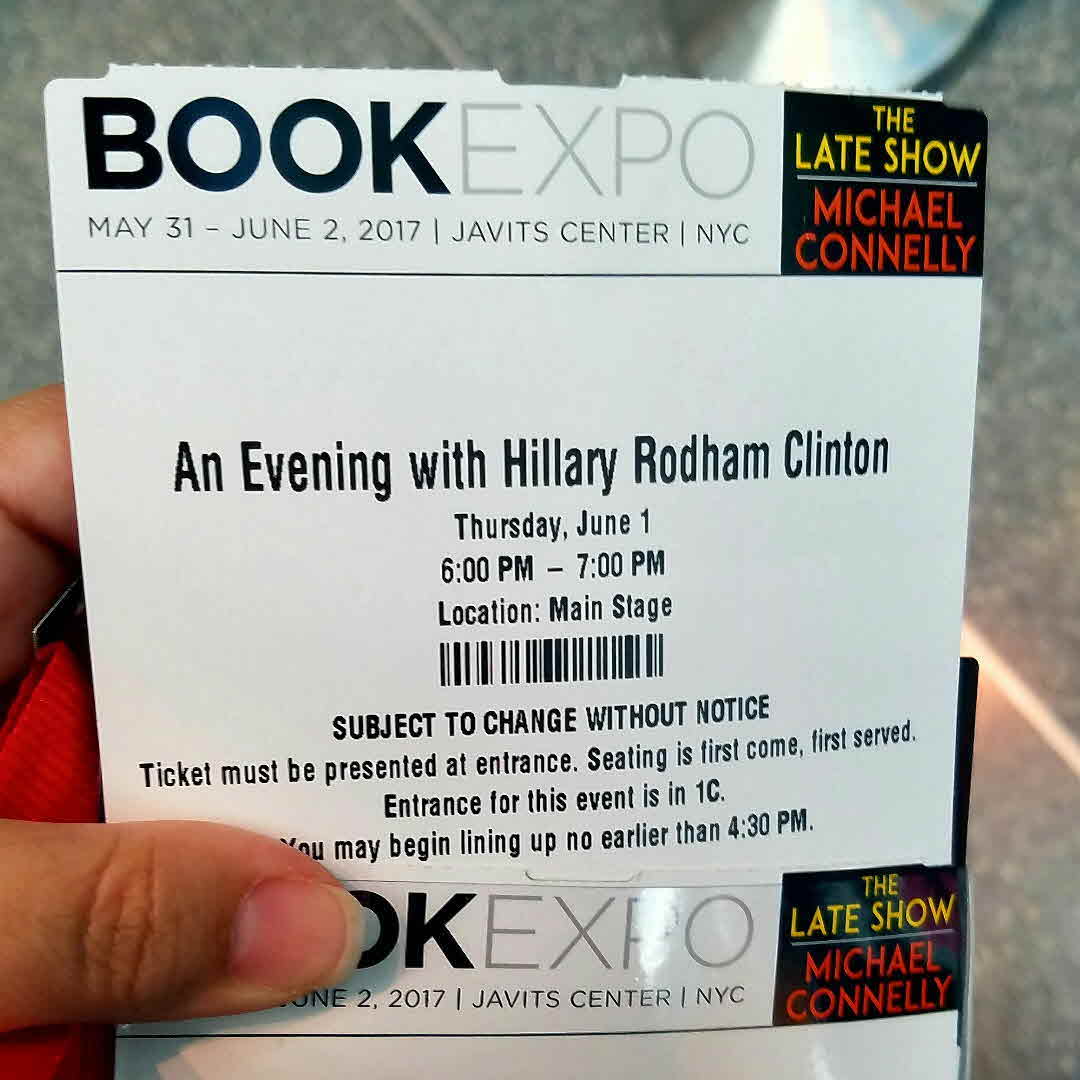 BOOKEXPO
MAY 31 – JUNE 2, 2017 | JAVITS CENTER | NYC
THE
LATE SHOW
MICHAEL
CONNELLY
An Evening with Hillary Rodham Clinton
Thursday, June 1
6:00 PM – 7:00 PM
Location: Main Stage
SUBJECT TO CHANGE WITHOUT NOTICE
Ticket must be presented at entrance. Seating is first come, first served.
Entrance for this event is in 1C.
You may begin lining up no earlier than 4:30 PM.
OKEXPO
JUNE 2, 2017 | JAVITS CENTER | NYC
THE
LATE SHOW
MICHAEL
CONNELLY